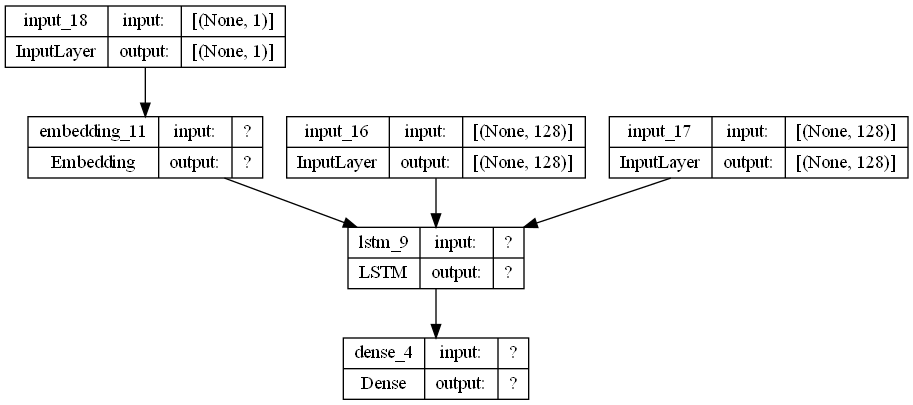 input_18 input: [(None, 1)]
InputLayer output: [(None, 1)]
embedding_11 input: ?
Embedding output: ?
input_16 input: [(None, 128)]
InputLayer output: [(None, 128)]
input_17 input: [(None, 128)]
InputLayer output: [(None, 128)]
lstm_9 input: ?
LSTM output: ?
dense_4 input: ?
Dense output: ?